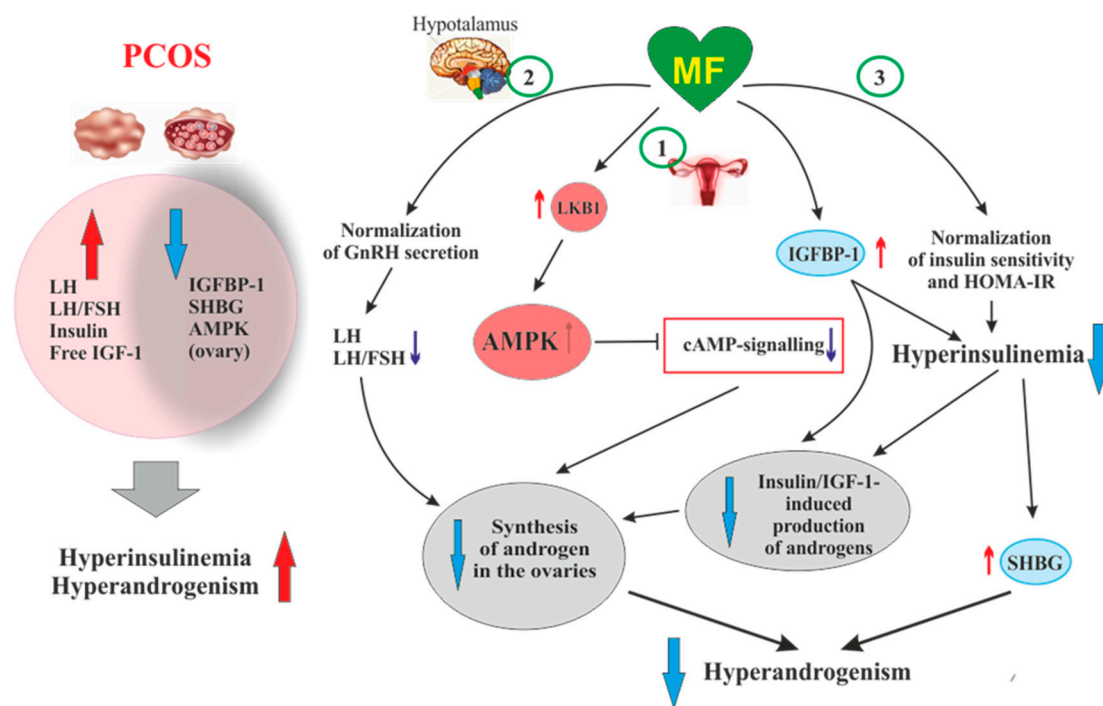 PCOS
LH
LH/FSH
Insulin
Free IGF-1
IGFBP-1
SHBG
AMPK
(ovary)
Hyperinsulinemia
Hyperandrogenism
Hypotalamus
MF
2
3
1
LKB1
Normalization
of GnRH secretion
IGFBP-1
Normalization
of insulin sensitivity
and HOMA-IR
LH
LH/FSH
AMPK
cAMP-signalling
Hyperinsulinemia
Synthesis
of androgen
in the ovaries
Insulin/IGF-1-
induced
production
of androgens
SHBG
Hyperandrogenism